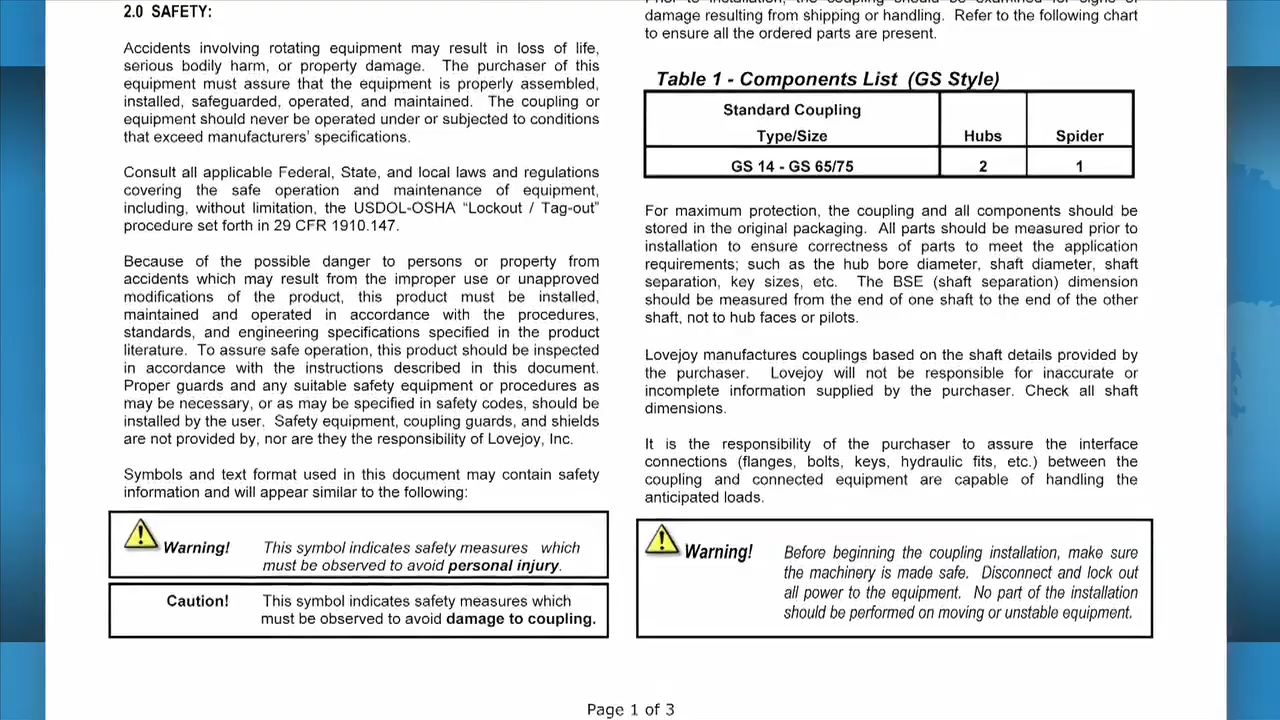 2.0 SAFETY:
Accidents involving rotating equipment may result in loss of life,
serious bodily harm, or property damage. The purchaser of this
equipment must assure that the equipment is properly assembled,
installed, safeguarded, operated, and maintained. The coupling or
equipment should never be operated under or subjected to conditions
that exceed manufacturers' specifications.
Consult all applicable Federal, State, and local laws and regulations
covering the safe operation and maintenance of equipment,
including, without limitation, the USDOL-OSHA “Lockout / Tag-out”
procedure set forth in 29 CFR 1910.147.
Because of the possible danger to persons or property from
accidents which may result from the improper use or unapproved
modifications of the product, this product must be installed,
maintained and operated in accordance with the procedures,
standards, and engineering specifications specified in the product
literature. To assure safe operation, this product should be inspected
in accordance with the instructions described in this document.
Proper guards and any suitable safety equipment or procedures as
may be necessary, or as may be specified in safety codes, should be
installed by the user. Safety equipment, coupling guards, and shields
are not provided by, nor are they the responsibility of Lovejoy, Inc.
Symbols and text format used in this document may contain safety
information and will appear similar to the following:
Warning! This symbol indicates safety measures which
must be observed to avoid personal injury.
Caution! This symbol indicates safety measures which
must be observed to avoid damage to coupling.
Prior to installation, the coupling should be examined for signs of
damage resulting from shipping or handling. Refer to the following chart
to ensure all the ordered parts are present.
Table 1 - Components List (GS Style)
Standard Coupling
Type/Size Hubs Spider
GS 14 - GS 65/75 2 1
For maximum protection, the coupling and all components should be
stored in the original packaging. All parts should be measured prior to
installation to ensure correctness of parts to meet the application
requirements; such as the hub bore diameter, shaft diameter, shaft
separation, key sizes, etc. The BSE (shaft separation) dimension
should be measured from the end of one shaft to the end of the other
shaft, not to hub faces or pilots.
Lovejoy manufactures couplings based on the shaft details provided by
the purchaser. Lovejoy will not be responsible for inaccurate or
incomplete information supplied by the purchaser. Check all shaft
dimensions.
It is the responsibility of the purchaser to assure the interface
connections (flanges, bolts, keys, hydraulic fits, etc.) between the
coupling and connected equipment are capable of handling the
anticipated loads.
Warning! Before beginning the coupling installation, make sure
the machinery is made safe. Disconnect and lock out
all power to the equipment. No part of the installation
should be performed on moving or unstable equipment.
Page 1 of 3